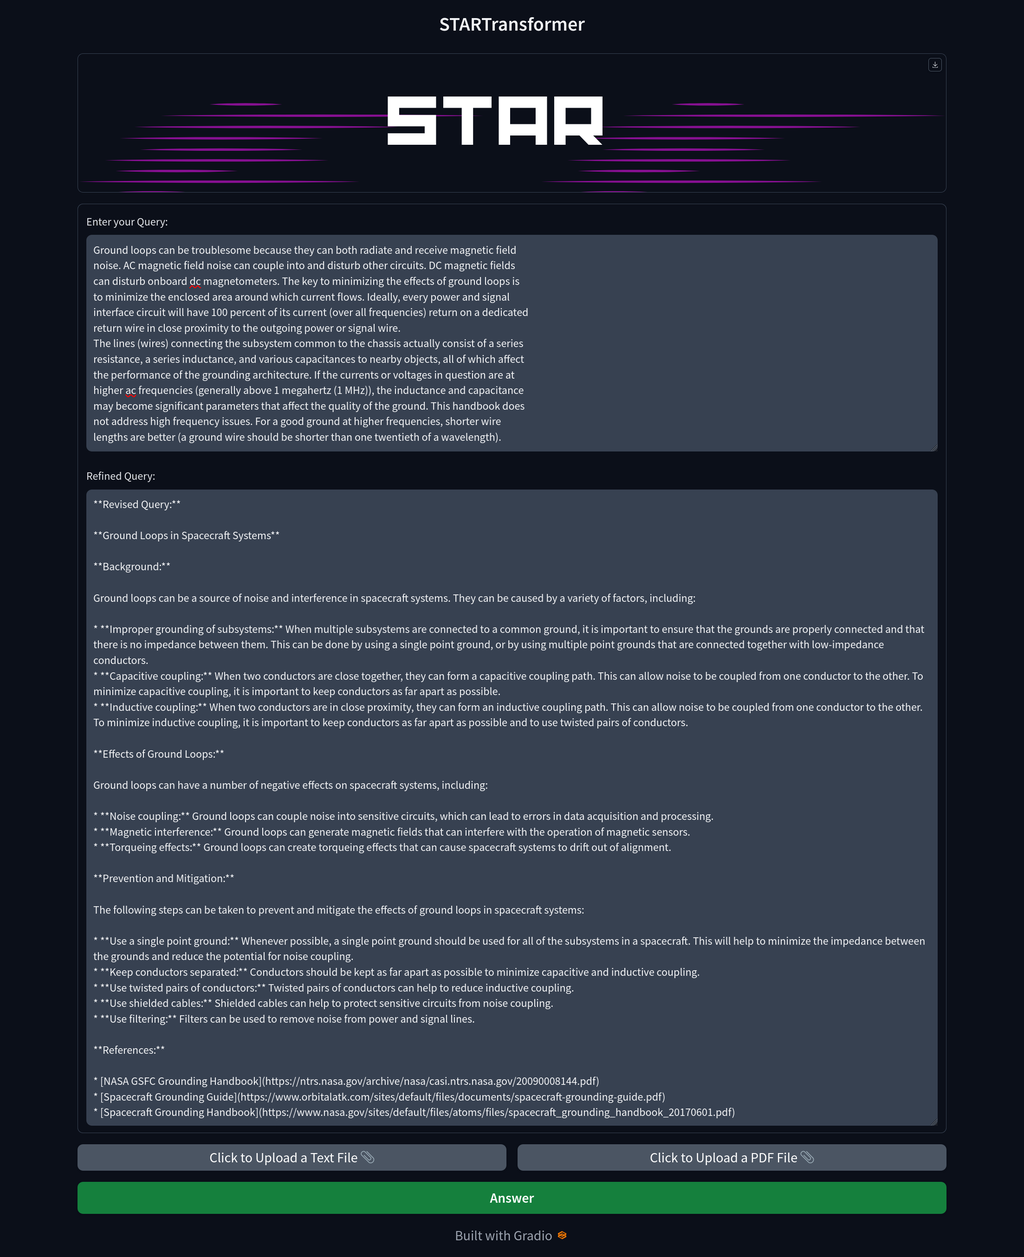 STARTransformer
STAR
Enter your Query:
Ground loops can be troublesome because they can both radiate and receive magnetic field
noise. AC magnetic field noise can couple into and disturb other circuits. DC magnetic fields
can disturb onboard dc magnetometers. The key to minimizing the effects of ground loops is
to minimize the enclosed area around which current flows. Ideally, every power and signal
interface circuit will have 100 percent of its current (over all frequencies) return on a dedicated
return wire in close proximity to the outgoing power or signal wire.
The lines (wires) connecting the subsystem common to the chassis actually consist of a series
resistance, a series inductance, and various capacitances to nearby objects, all of which affect
the performance of the grounding architecture. If the currents or voltages in question are at
higher ac frequencies (generally above 1 megahertz (1 MHz)), the inductance and capacitance
may become significant parameters that affect the quality of the ground. This handbook does
not address high frequency issues. For a good ground at higher frequencies, shorter wire
lengths are better (a ground wire should be shorter than one twentieth of a wavelength).
Refined Query:
**Revised Query:**
**Ground Loops in Spacecraft Systems**
**Background:**
Ground loops can be a source of noise and interference in spacecraft systems. They can be caused by a variety of factors, including:
* **Improper grounding of subsystems:** When multiple subsystems are connected to a common ground, it is important to ensure that the grounds are properly connected and that
there is no impedance between them. This can be done by using a single point ground, or by using multiple point grounds that are connected together with low-impedance
conductors.
* **Capacitive coupling:** When two conductors are close together, they can form a capacitive coupling path. This can allow noise to be coupled from one conductor to the other. To
minimize capacitive coupling, it is important to keep conductors as far apart as possible.
* **Inductive coupling:** When two conductors are in close proximity, they can form an inductive coupling path. This can allow noise to be coupled from one conductor to the other.
To minimize inductive coupling, it is important to keep conductors as far apart as possible and to use twisted pairs of conductors.
**Effects of Ground Loops:**
Ground loops can have a number of negative effects on spacecraft systems, including:
* **Noise coupling:** Ground loops can couple noise into sensitive circuits, which can lead to errors in data acquisition and processing.
* **Magnetic interference:** Ground loops can generate magnetic fields that can interfere with the operation of magnetic sensors.
* **Torqueing effects:** Ground loops can create torqueing effects that can cause spacecraft systems to drift out of alignment.
**Prevention and Mitigation:**
The following steps can be taken to prevent and mitigate the effects of ground loops in spacecraft systems:
* **Use a single point ground:** Whenever possible, a single point ground should be used for all of the subsystems in a spacecraft. This will help to minimize the impedance between
the grounds and reduce the potential for noise coupling.
* **Keep conductors separated:** Conductors should be kept as far apart as possible to minimize capacitive and inductive coupling.
* **Use twisted pairs of conductors:** Twisted pairs of conductors can help to reduce inductive coupling.
* **Use shielded cables:** Shielded cables can help to protect sensitive circuits from noise coupling.
* **Use filtering:** Filters can be used to remove noise from power and signal lines.
**References:**
* [NASA GSFC Grounding Handbook](https://ntrs.nasa.gov/archive/nasa/casi.ntrs.nasa.gov/20090008144.pdf)
* [Spacecraft Grounding Guide](https://www.orbitalatk.com/sites/default/files/documents/spacecraft-grounding-guide.pdf)
* [Spacecraft Grounding Handbook](https://www.nasa.gov/sites/default/files/atoms/files/spacecraft_grounding_handbook_20170601.pdf)
Click to Upload a Text File 📎
Click to Upload a PDF File 📎
Answer
Built with Gradio